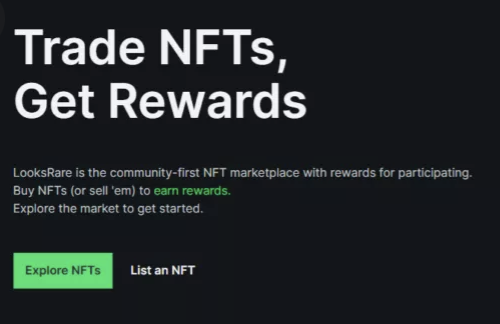 Trade NFTs,
Get Rewards
LooksRare is the community-first NFT marketplace with rewards for participating.
Buy NFTs (or sell 'em) to earn rewards.
Explore the market to get started.
Explore NFTs
List an NFT